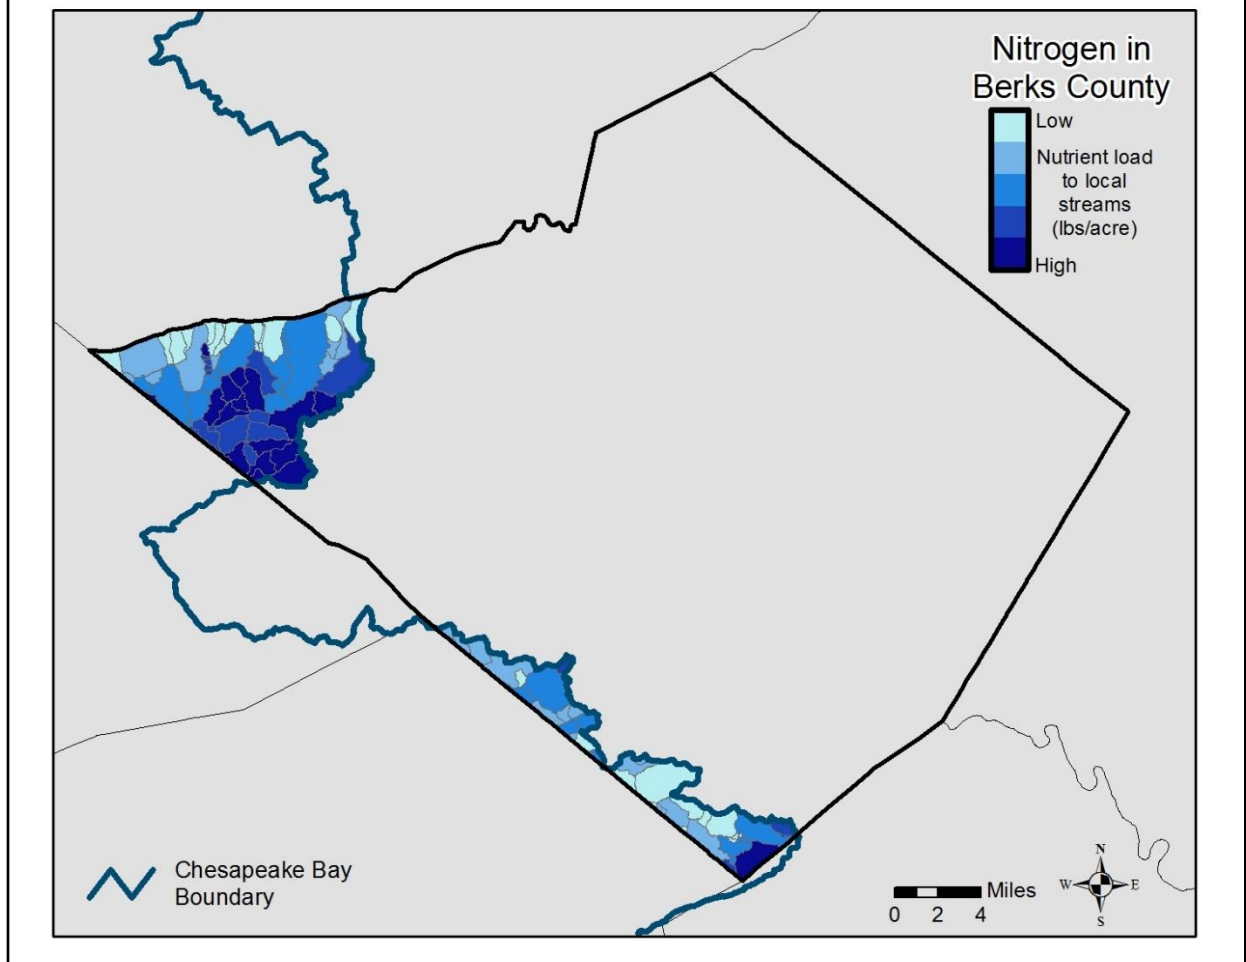 Nitrogen in
Berks County
Low
Nutrient load
to local
streams
(lbs/acre)
High
Chesapeake Bay
Boundary
Miles
0 2 4
N
W E
S